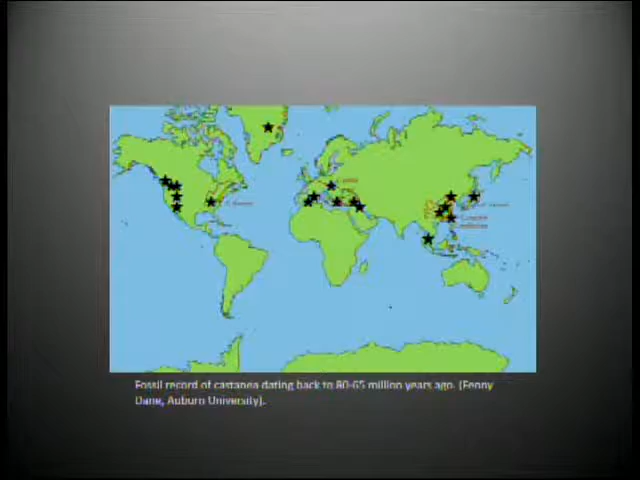 Fossil record of castanea dating back to 80-65 million years ago. (Fenny
Dane, Auburn University).